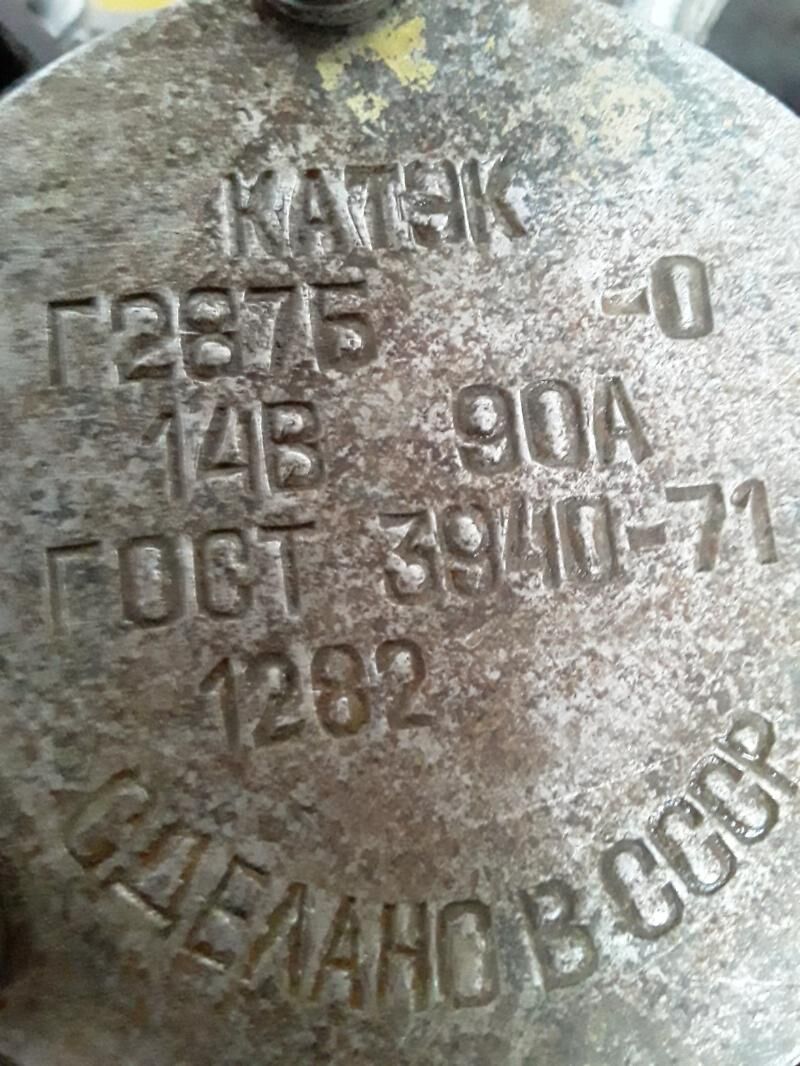 КАТЭК
Г287Б -0
14В 90А
ГОСТ 3940-71
1282
СДЕЛАНО В СССР